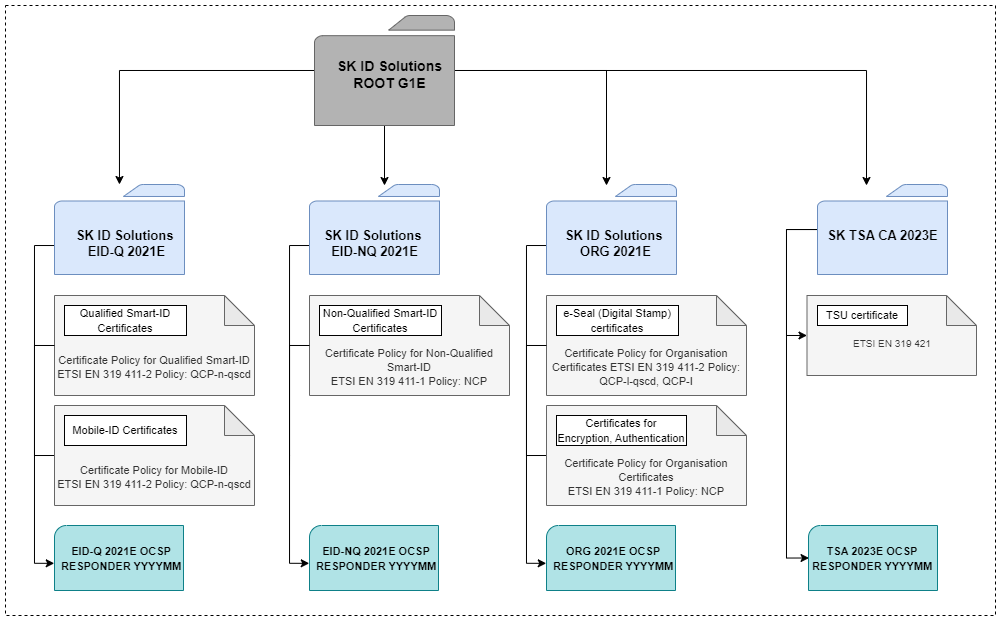 SK ID Solutions
ROOT G1E
SK ID Solutions
EID-Q 2021E
SK ID Solutions
EID-NQ 2021E
SK ID Solutions
ORG 2021E
SK TSA CA 2023E
Qualified Smart-ID
Certificates
Certificate Policy for Qualified Smart-ID
ETSI EN 319 411-2 Policy: QCP-n-qscd
Non-Qualified Smart-ID
Certificates
Certificate Policy for Non-Qualified
Smart-ID
ETSI EN 319 411-1 Policy: NCP
e-Seal (Digital Stamp)
certificates
Certificate Policy for Organisation
Certificates ETSI EN 319 411-2 Policy:
QCP-l-qscd, QCP-l
TSU certificate
ETSI EN 319 421
Mobile-ID Certificates
Certificate Policy for Mobile-ID
ETSI EN 319 411-2 Policy: QCP-n-qscd
Certificates for
Encryption, Authentication
Certificate Policy for Organisation
Certificates
ETSI EN 319 411-1 Policy: NCP
EID-Q 2021E OCSP
RESPONDER YYYYMM
EID-NQ 2021E OCSP
RESPONDER YYYYMM
ORG 2021E OCSP
RESPONDER YYYYMM
TSA 2023E OCSP
RESPONDER YYYYMM